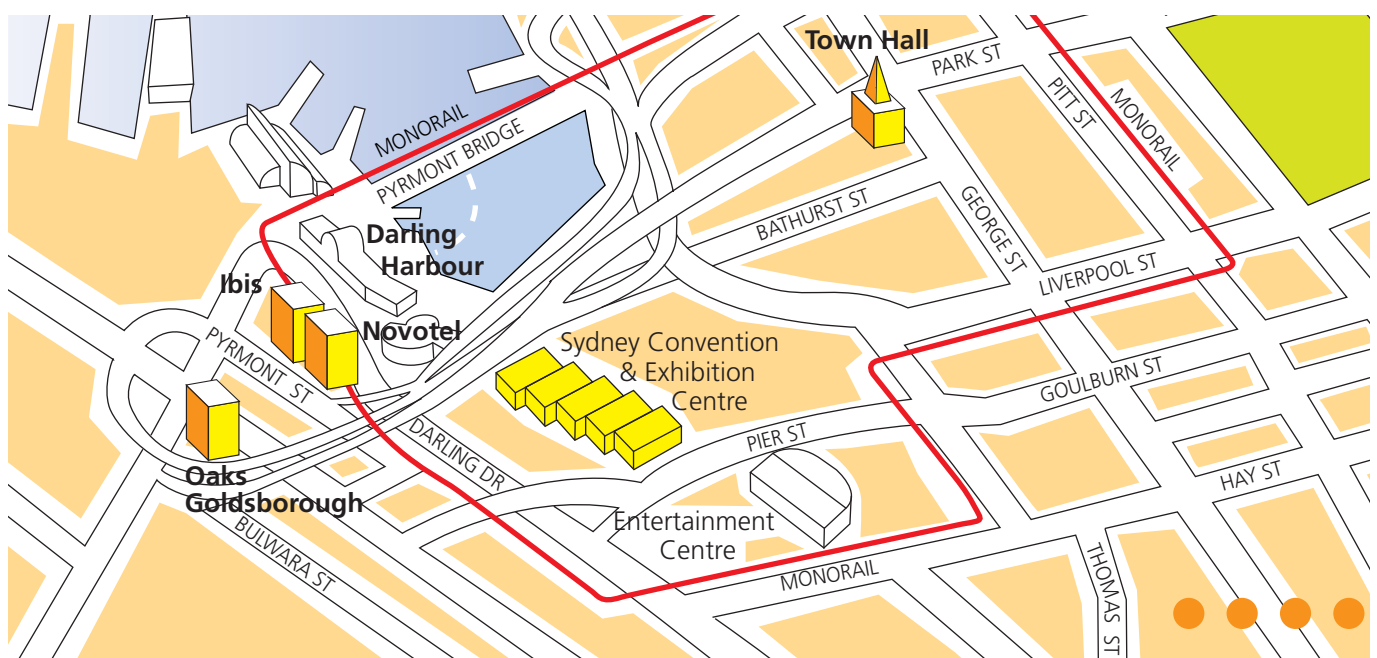 Town Hall
PARK ST
PITT ST
MONORAIL
MONORAIL
PYRMONT BRIDGE
BATHURST ST
GEORGE ST
Darling
Harbour
LIVERPOOL ST
Ibis
Novotel
PYRMONT ST
Sydney Convention
& Exhibition
Centre
GOULBURN ST
DARLING DR
PIER ST
HAY ST
Oaks
Goldsborough
BULWARA ST
Entertainment
Centre
MONORAIL
THOMAS ST